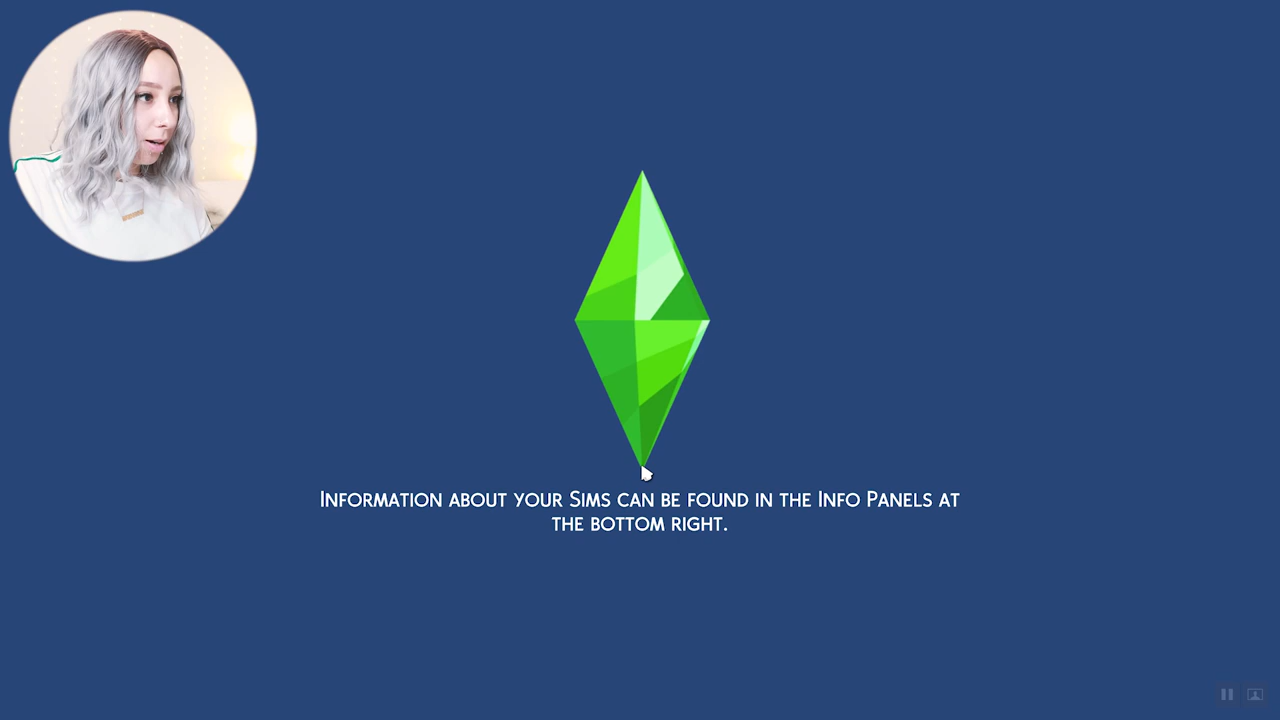 Information about your Sims can be found in the Info Panels at
the bottom right.